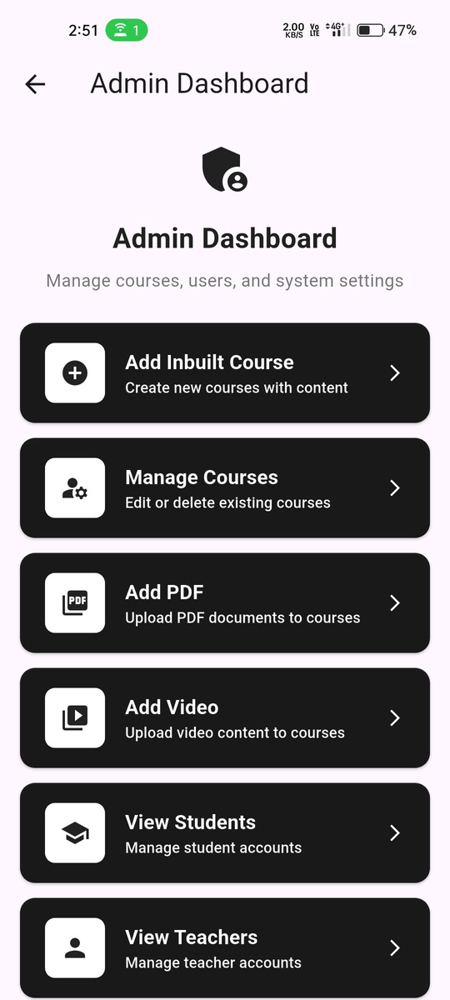 2:51 1 2.00 KB/S Vo LTE 4G+ 47%
Admin Dashboard
Admin Dashboard
Manage courses, users, and system settings
Add Inbuilt Course
Create new courses with content
Manage Courses
Edit or delete existing courses
PDF
Add PDF
Upload PDF documents to courses
Add Video
Upload video content to courses
View Students
Manage student accounts
View Teachers
Manage teacher accounts